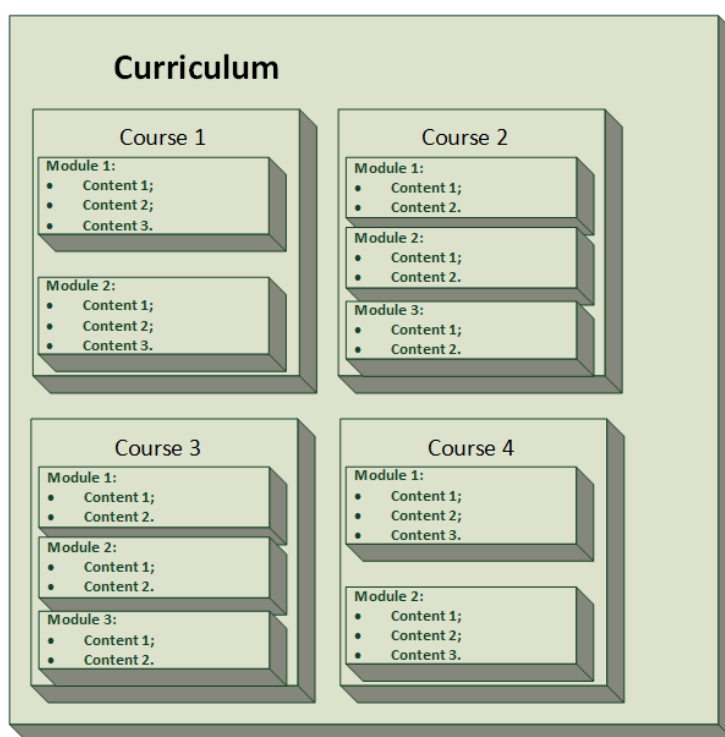 Curriculum
Course 1
Module 1:
• Content 1;
• Content 2;
• Content 3.
Module 2:
• Content 1;
• Content 2;
• Content 3.
Course 2
Module 1:
• Content 1;
• Content 2.
Module 2:
• Content 1;
• Content 2.
Module 3:
• Content 1;
• Content 2.
Course 3
Module 1:
• Content 1;
• Content 2.
Module 2:
• Content 1;
• Content 2.
Module 3:
• Content 1;
• Content 2.
Course 4
Module 1:
• Content 1;
• Content 2;
• Content 3.
Module 2:
• Content 1;
• Content 2;
• Content 3.